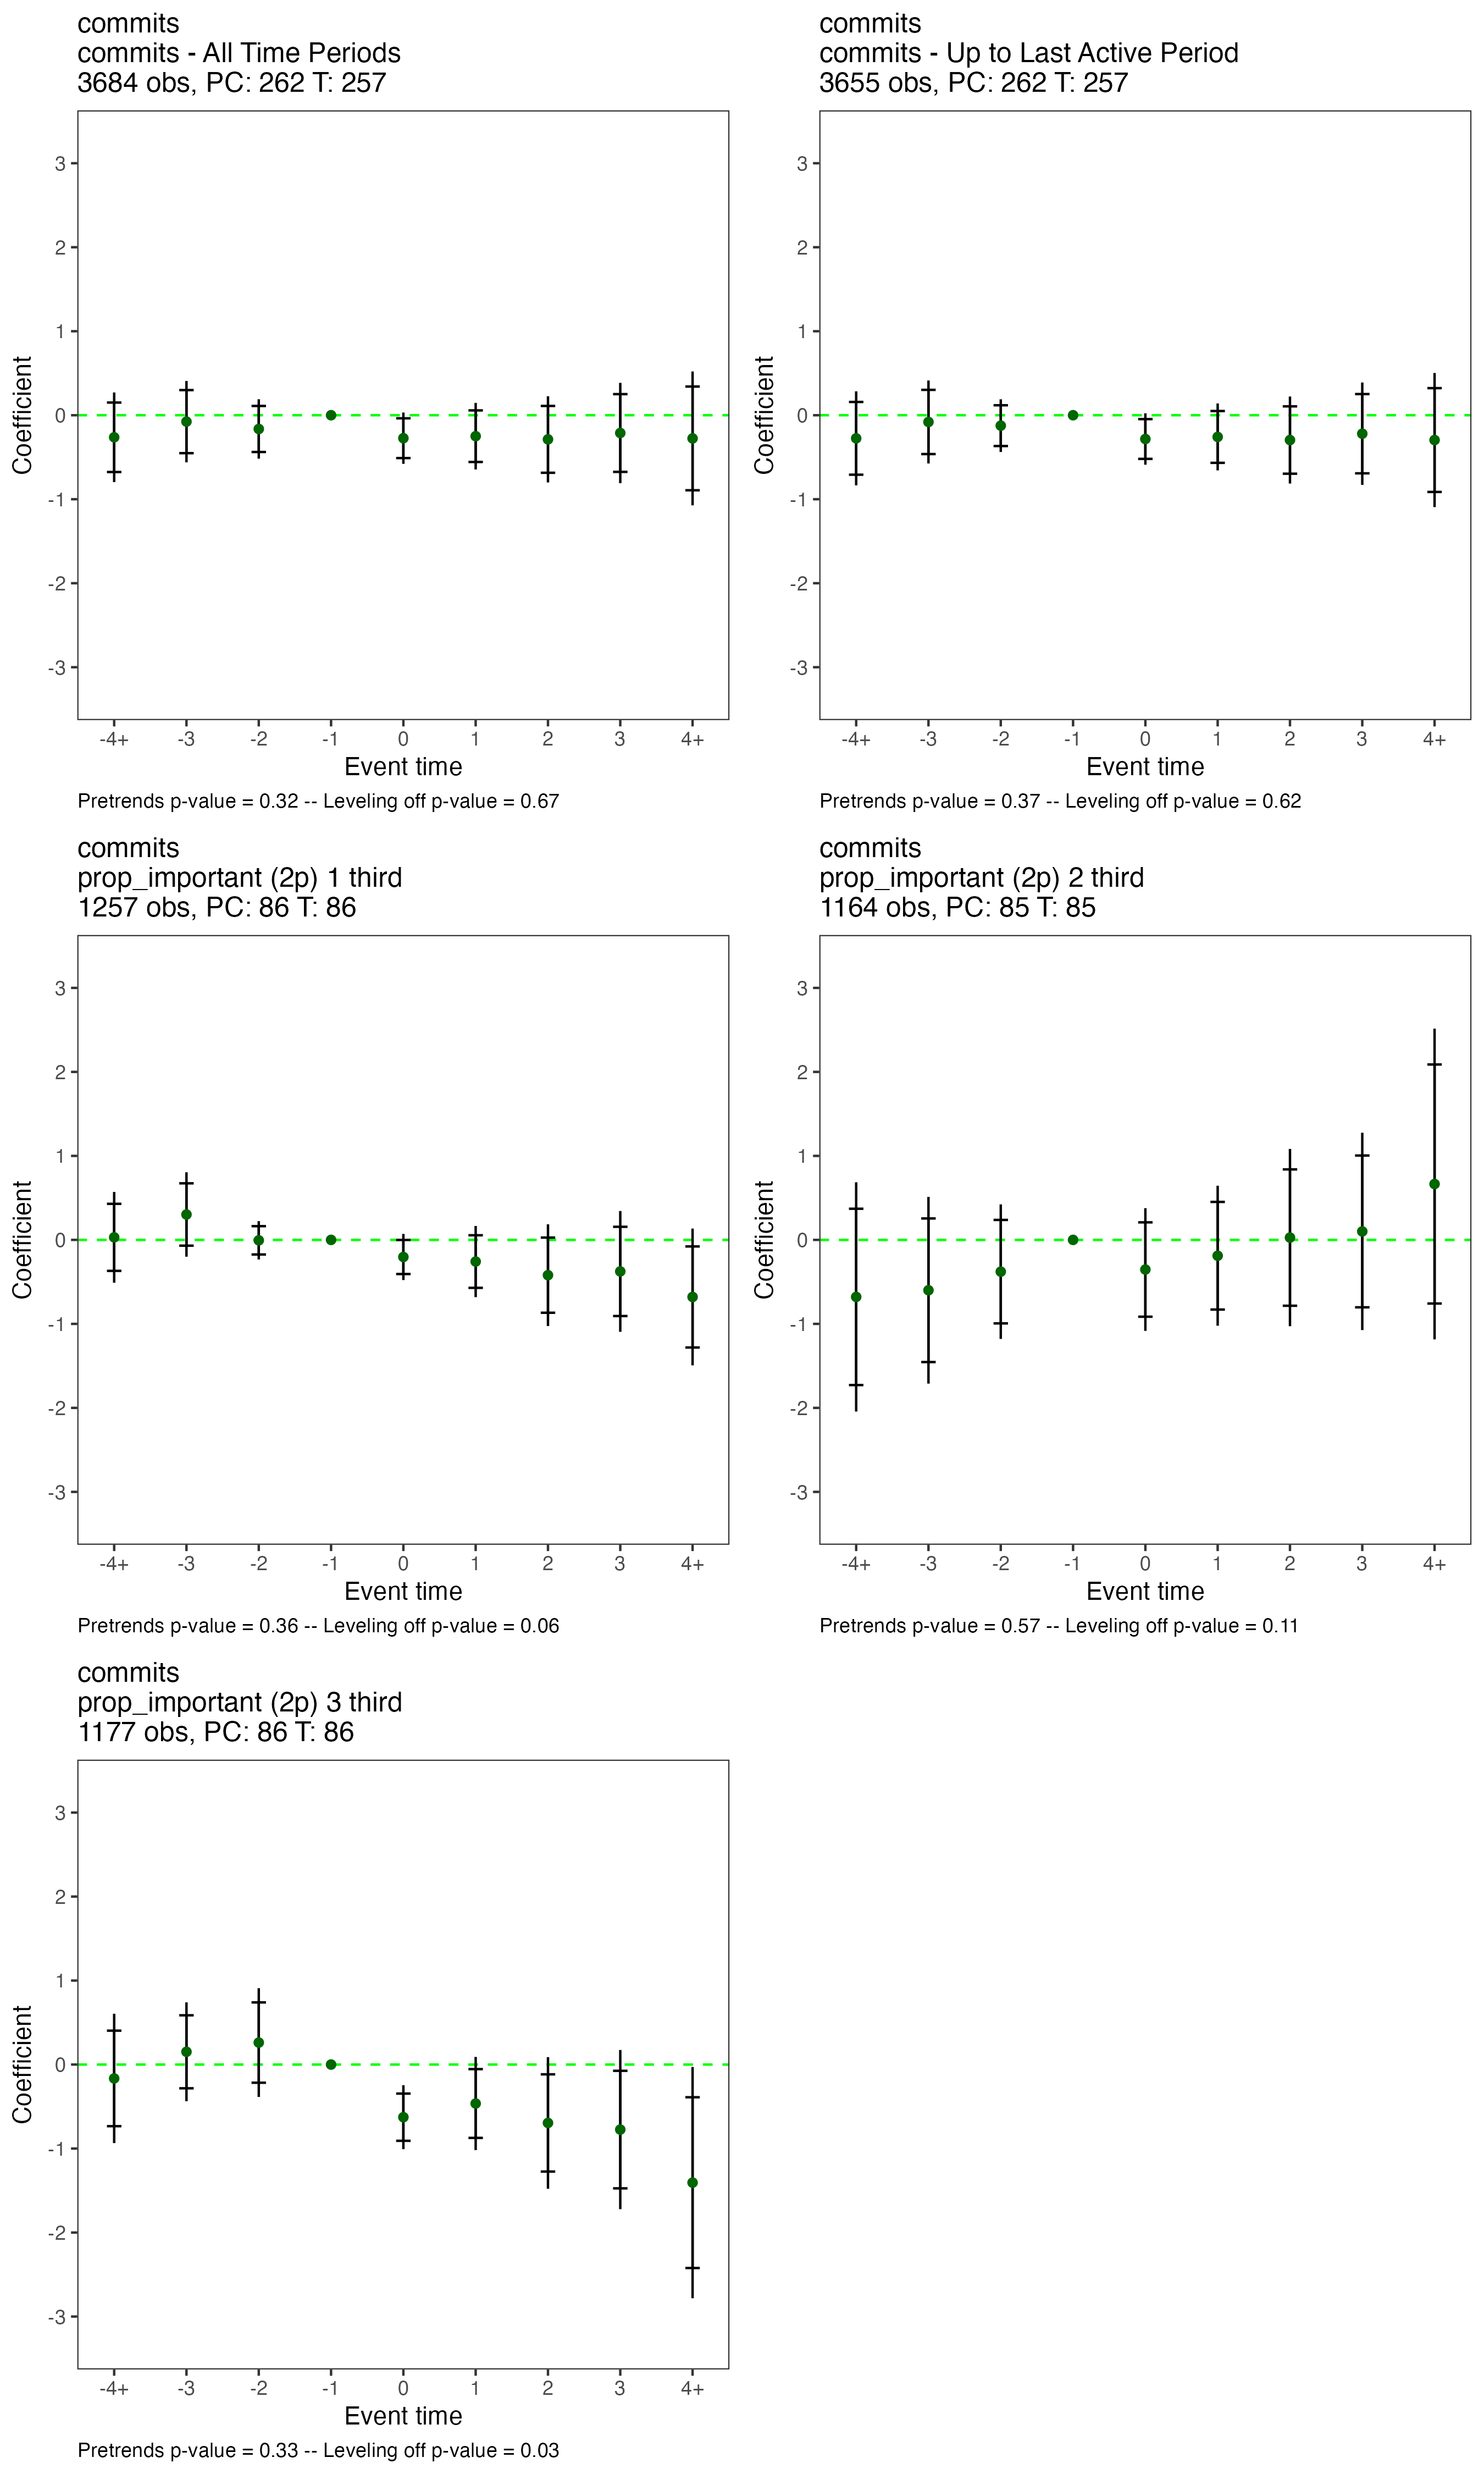 commits
commits - All Time Periods
3684 obs, PC: 262 T: 257
Coefficient
3
2
1
0
-1
-2
-3
-4+ -3 -2 -1 0 1 2 3 4+
Event time
Pretrends p-value = 0.32 -- Leveling off p-value = 0.67
commits
commits - Up to Last Active Period
3655 obs, PC: 262 T: 257
Coefficient
3
2
1
0
-1
-2
-3
-4+ -3 -2 -1 0 1 2 3 4+
Event time
Pretrends p-value = 0.37 -- Leveling off p-value = 0.62
commits
prop_important (2p) 1 third
1257 obs, PC: 86 T: 86
Coefficient
3
2
1
0
-1
-2
-3
-4+ -3 -2 -1 0 1 2 3 4+
Event time
Pretrends p-value = 0.36 -- Leveling off p-value = 0.06
commits
prop_important (2p) 2 third
1164 obs, PC: 85 T: 85
Coefficient
3
2
1
0
-1
-2
-3
-4+ -3 -2 -1 0 1 2 3 4+
Event time
Pretrends p-value = 0.57 -- Leveling off p-value = 0.11
commits
prop_important (2p) 3 third
1177 obs, PC: 86 T: 86
Coefficient
3
2
1
0
-1
-2
-3
-4+ -3 -2 -1 0 1 2 3 4+
Event time
Pretrends p-value = 0.33 -- Leveling off p-value = 0.03